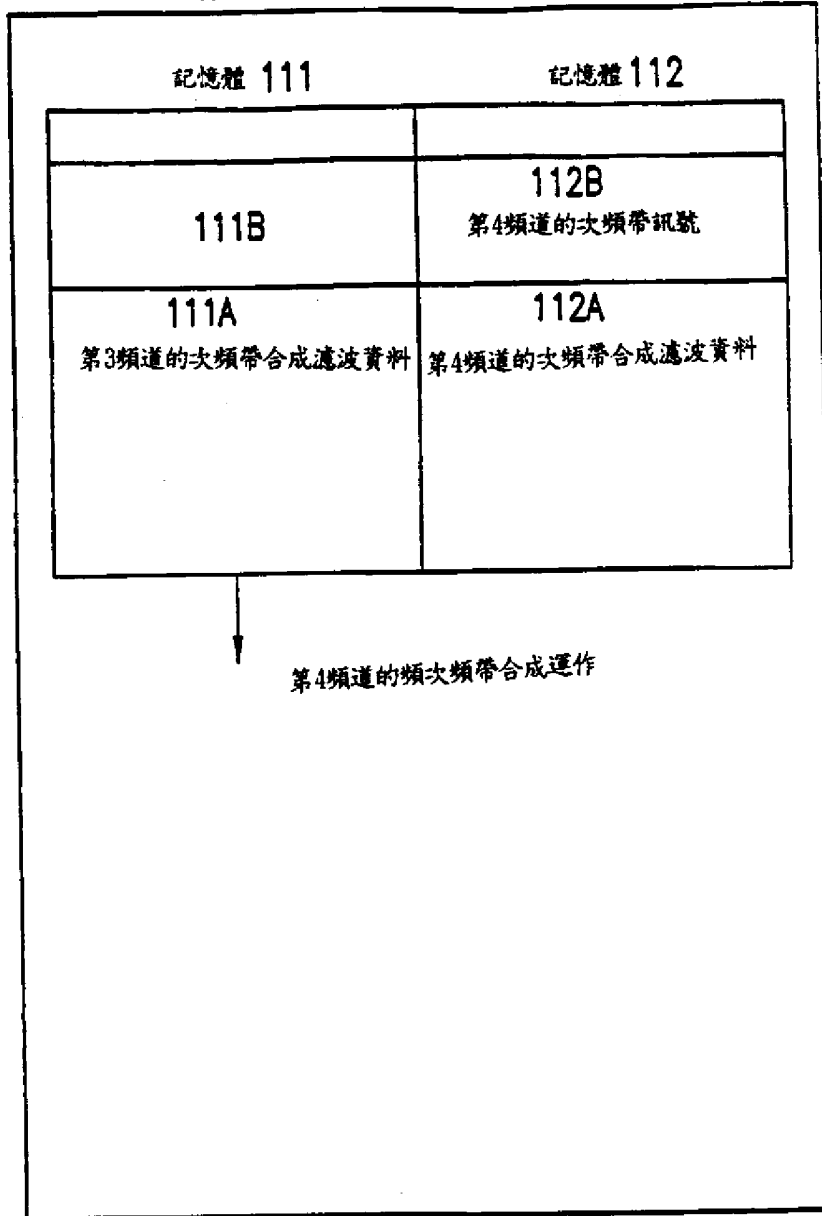 記憶體 111
記憶體 112
111B
112B
第4頻道的次頻帶訊號
111A
第3頻道的次頻帶合成濾波資料
112A
第4頻道的次頻帶合成濾波資料
第4頻道的頻次頻帶合成運作